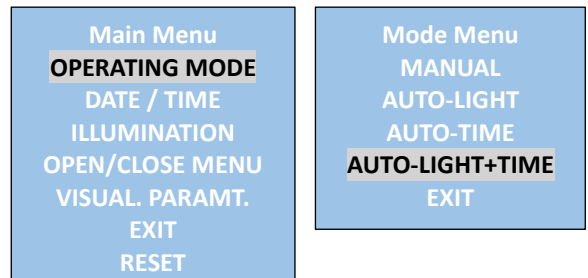 Main Menu
OPERATING MODE
DATE / TIME
ILLUMINATION
OPEN/CLOSE MENU
VISUAL. PARAMT.
EXIT
RESET
Mode Menu
MANUAL
AUTO-LIGHT
AUTO-TIME
AUTO-LIGHT+TIME
EXIT